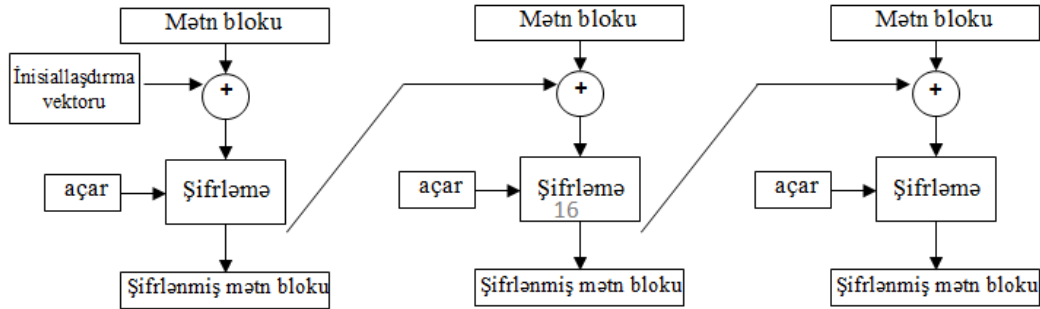 Mətn bloku
Mətn bloku
Mətn bloku
İnisiallaşdırma
vektoru
+
+
+
açar
Şifrləmə
açar
Şifrləmə
16
açar
Şifrləmə
Şifrlənmiş mətn bloku
Şifrlənmiş mətn bloku
Şifrlənmiş mətn bloku